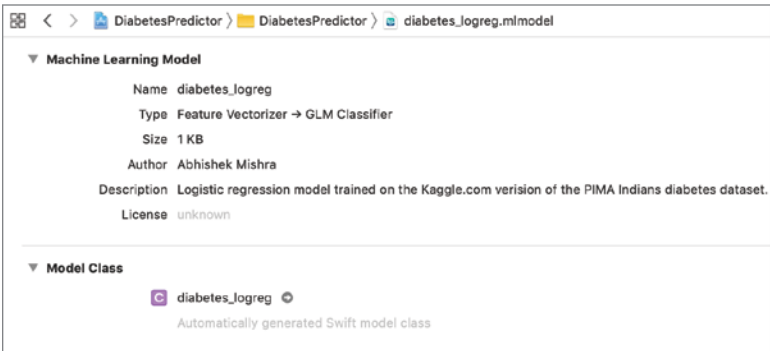 DiabetesPredictor 〉 DiabetesPredictor 〉 diabetes_logreg.mlmodel
Machine Learning Model
Name diabetes_logreg
Type Feature Vectorizer → GLM Classifier
Size 1 KB
Author Abhishek Mishra
Description Logistic regression model trained on the Kaggle.com verision of the PIMA Indians diabetes dataset.
License unknown
Model Class
C diabetes_logreg
Automatically generated Swift model class